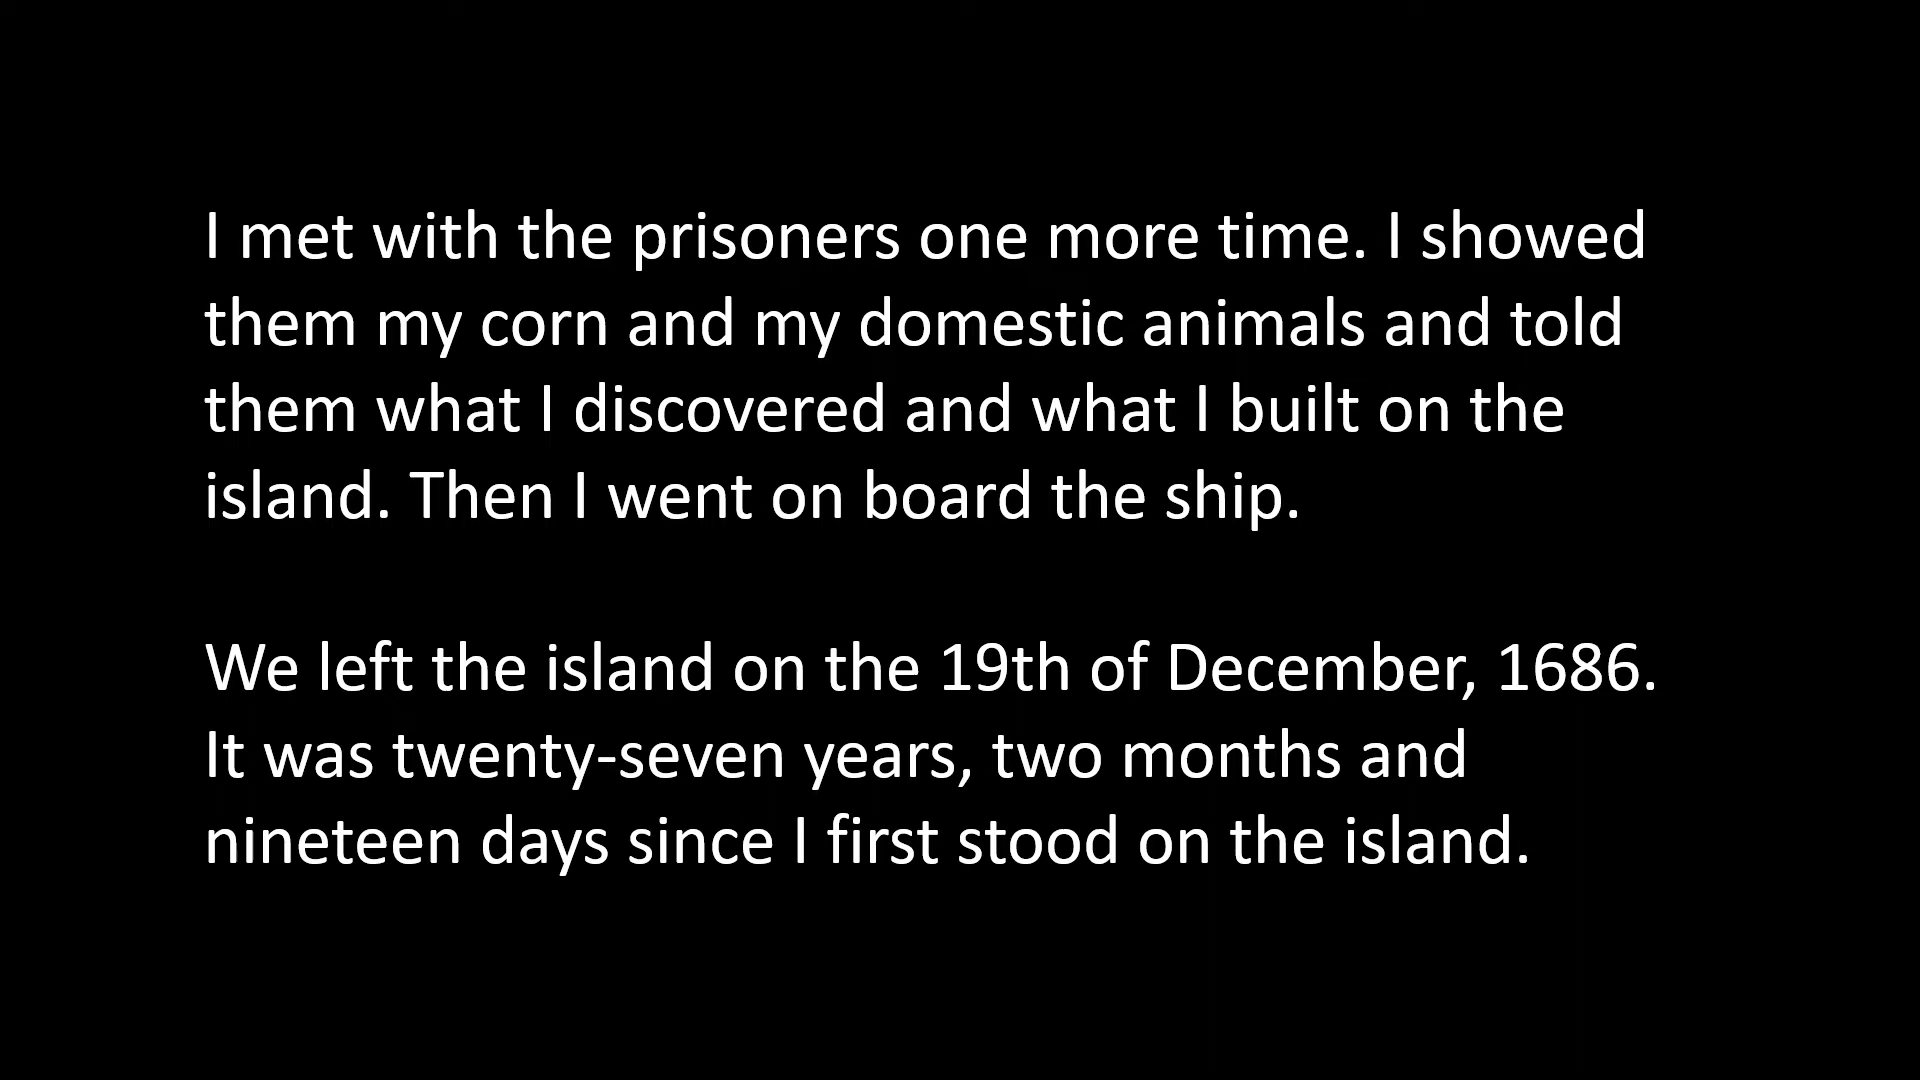 I met with the prisoners one more time. I showed
them my corn and my domestic animals and told
them what I discovered and what I built on the
island. Then I went on board the ship.
We left the island on the 19th of December, 1686.
It was twenty-seven years, two months and
nineteen days since I first stood on the island.